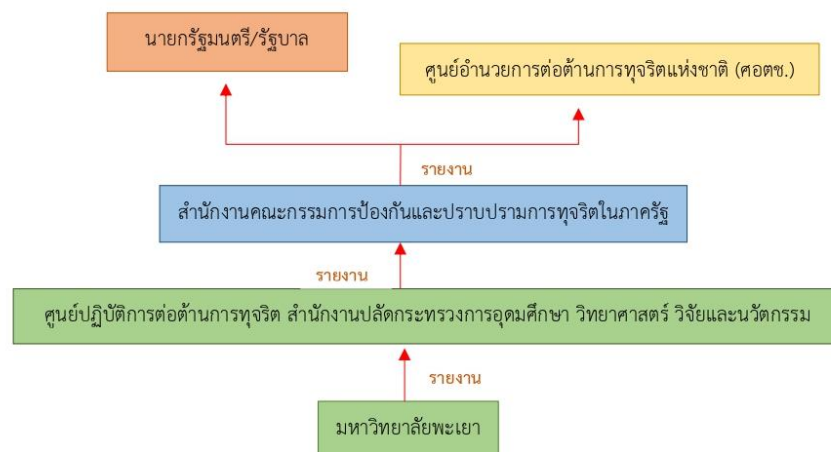 นายกรัฐมนตรี/รัฐบาล
ศูนย์อำนวยการต่อต้านการทุจริตแห่งชาติ (ศอตช.)
รายงาน
สำนักงานคณะกรรมการป้องกันและปราบปรามการทุจริตในภาครัฐ
รายงาน
ศูนย์ปฏิบัติการต่อต้านการทุจริต สำนักงานปลัดกระทรวงการอุดมศึกษา วิทยาศาสตร์ วิจัยและนวัตกรรม
รายงาน
มหาวิทยาลัยพะเยา